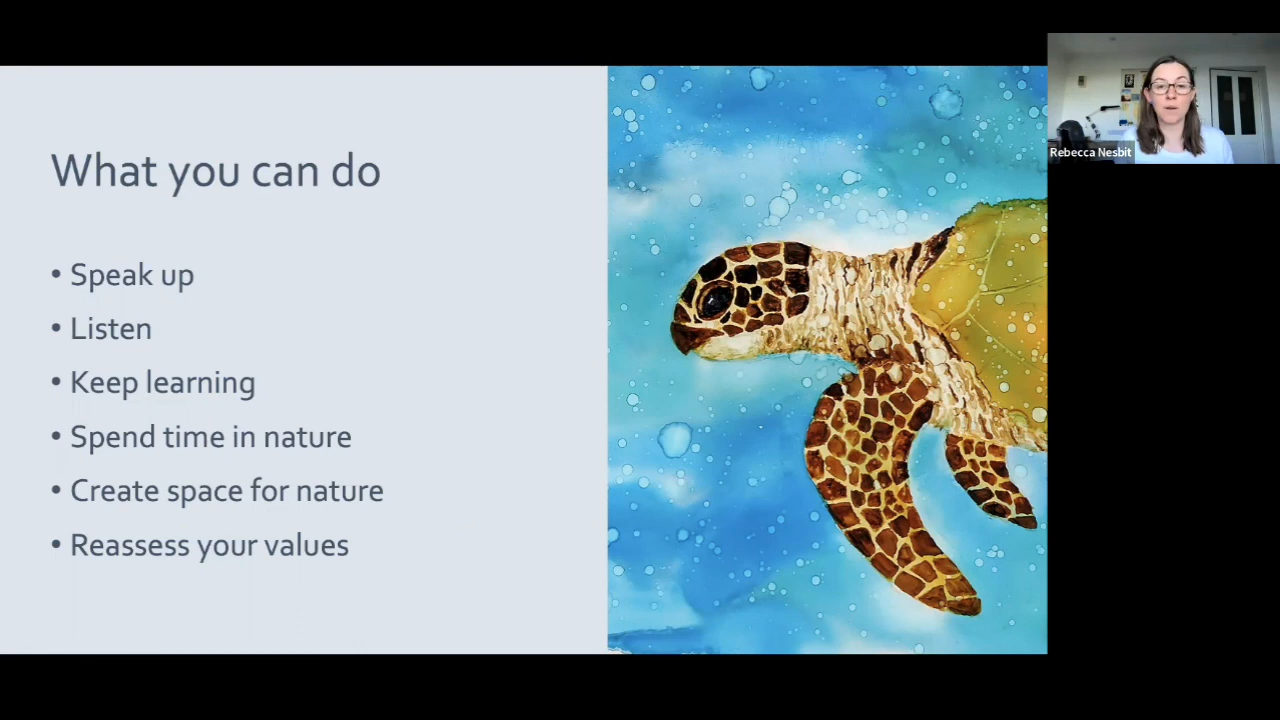 What you can do
• Speak up
• Listen
• Keep learning
• Spend time in nature
• Create space for nature
• Reassess your values
Rebecca Nesbit